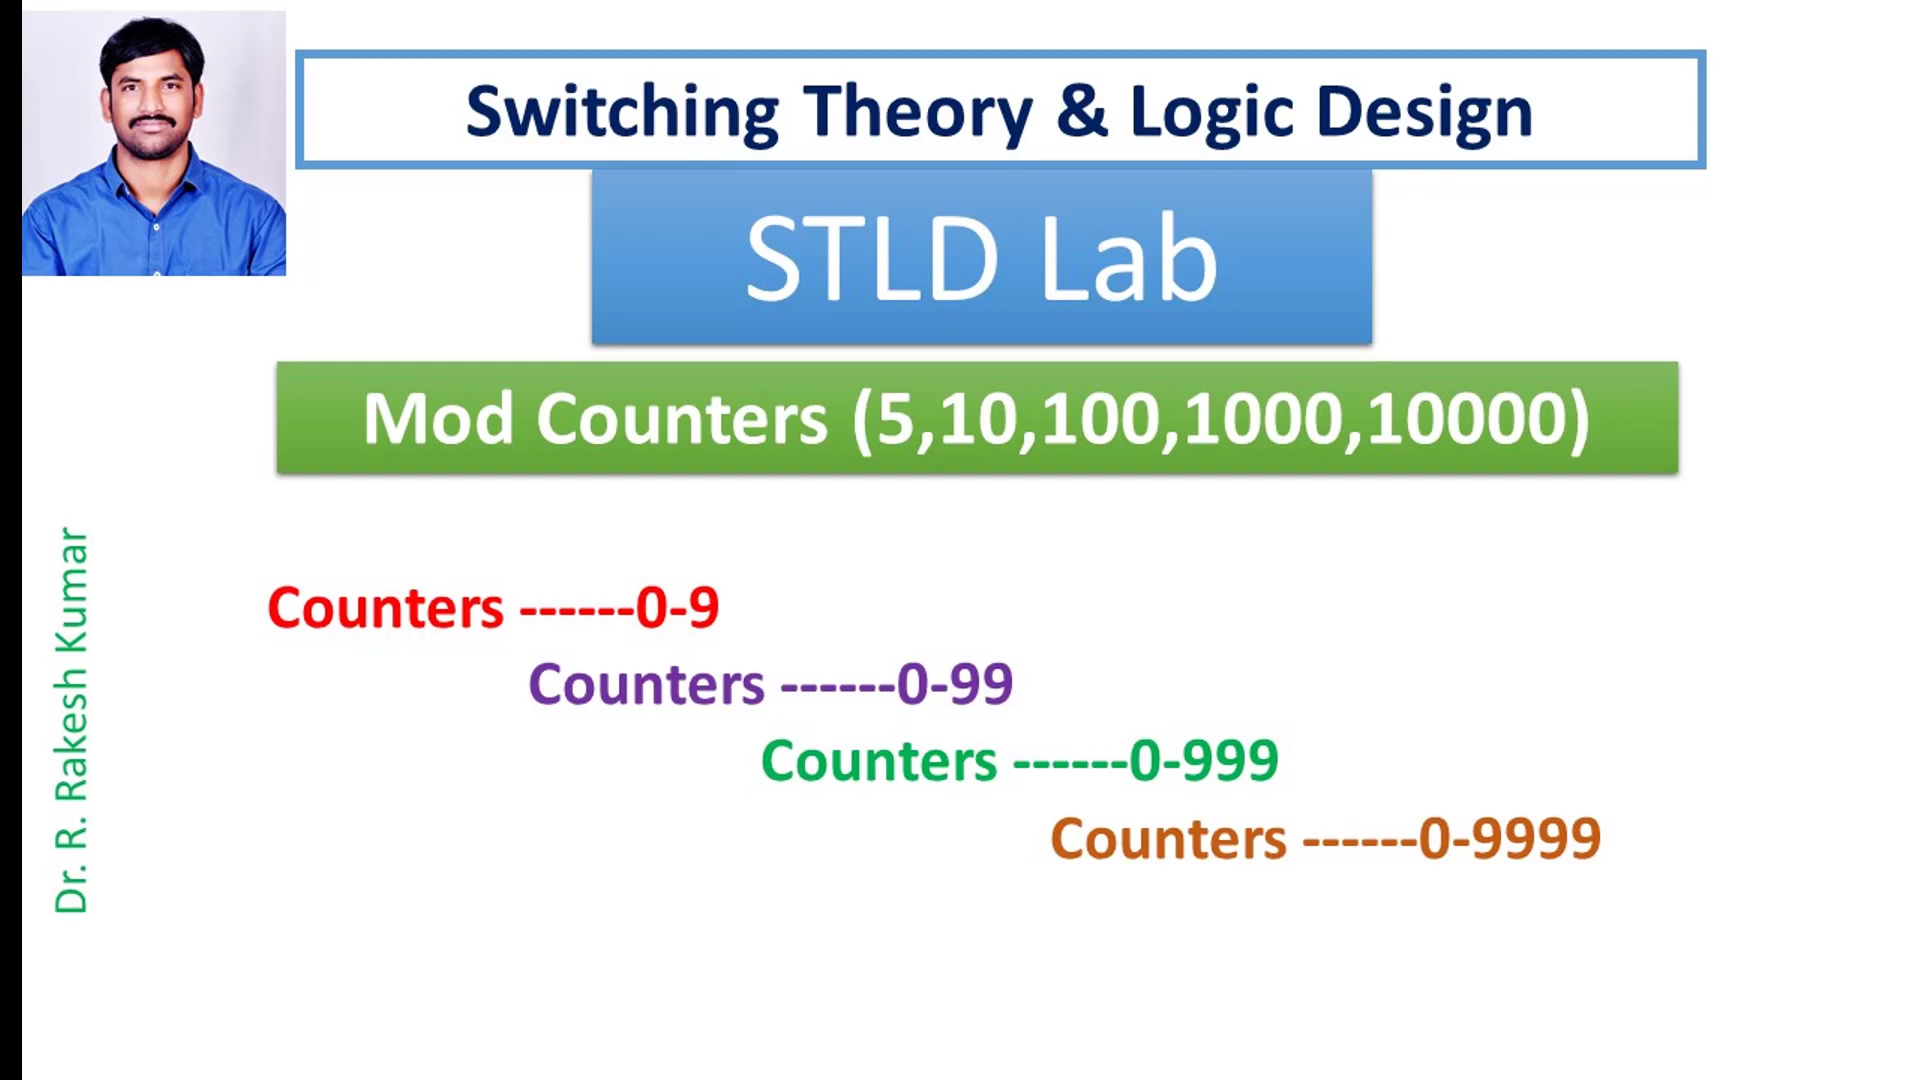 Switching Theory & Logic Design
STLD Lab
Mod Counters (5,10,100,1000,10000)
Counters ------0-9
Counters ------0-99
Counters ------0-999
Counters ------0-9999
Dr. R. Rakesh Kumar